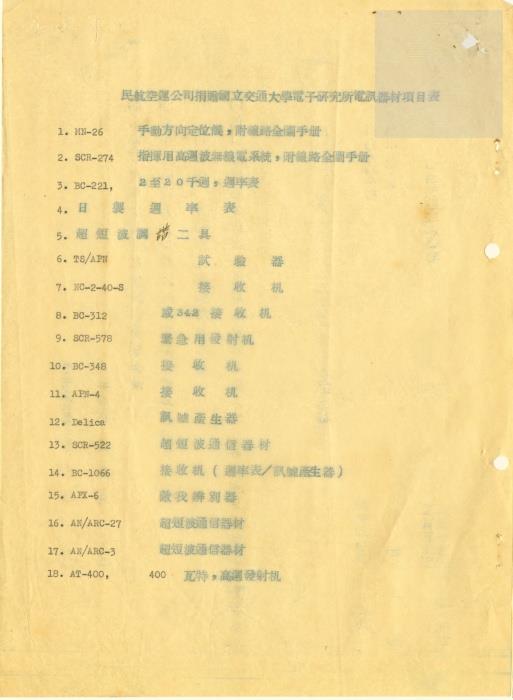 民航空運公司捐贈國立交通大學電子研究所電訊器材項目表
1. MN-26 手動方向定位儀，附線路全圖手册
2. SCR-274 指揮用高週波無線電系統，附線路全圖手册
3. BC-221, 2至20千週，週率表
4. 日製週率表
5. 超短波調諧二具
6. TS/APN 試驗器
7. NC-2-40-S 接收机
8. BC-312 或342 接收机
9. SCR-578 緊急用發射机
10. BC-348 接收机
11. APN-4 接收机
12. Delica 訊號產生器
13. SCR-522 超短波通信器材
14. BC-1066 接收机(週率表/訊號產生器)
15. APX-6 敵我辨別器
16. AN/ARC-27 超短波通信器材
17. AN/ARC-3 超短波通信器材
18. AT-400, 400 瓦特，高週發射机